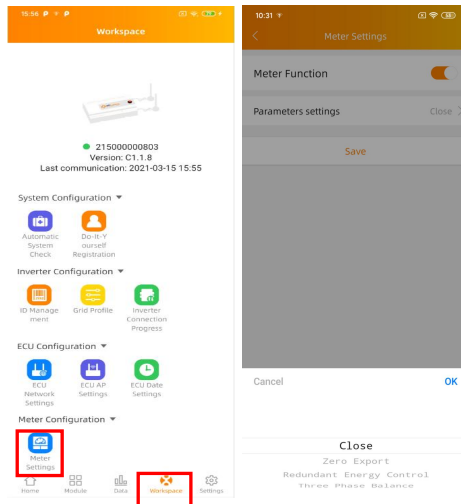 15:56
Workspace
215000000803
Version: C1.1.8
Last communication: 2021-03-15 15:55
System Configuration
Automatic System Check
Do-It-Y ourself Registration
Inverter Configuration
ID Manage ment
Grid Profile
Inverter Connection Progress
ECU Configuration
ECU Network Settings
ECU AP Settings
ECU Date Settings
Meter Configuration
Meter Settings
Home Module Data Workspace Settings
10:31
Meter Settings
Meter Function
Parameters settings Close
Save
Cancel OK
Close
Zero Export
Redundant Energy Control
Three Phase Balance